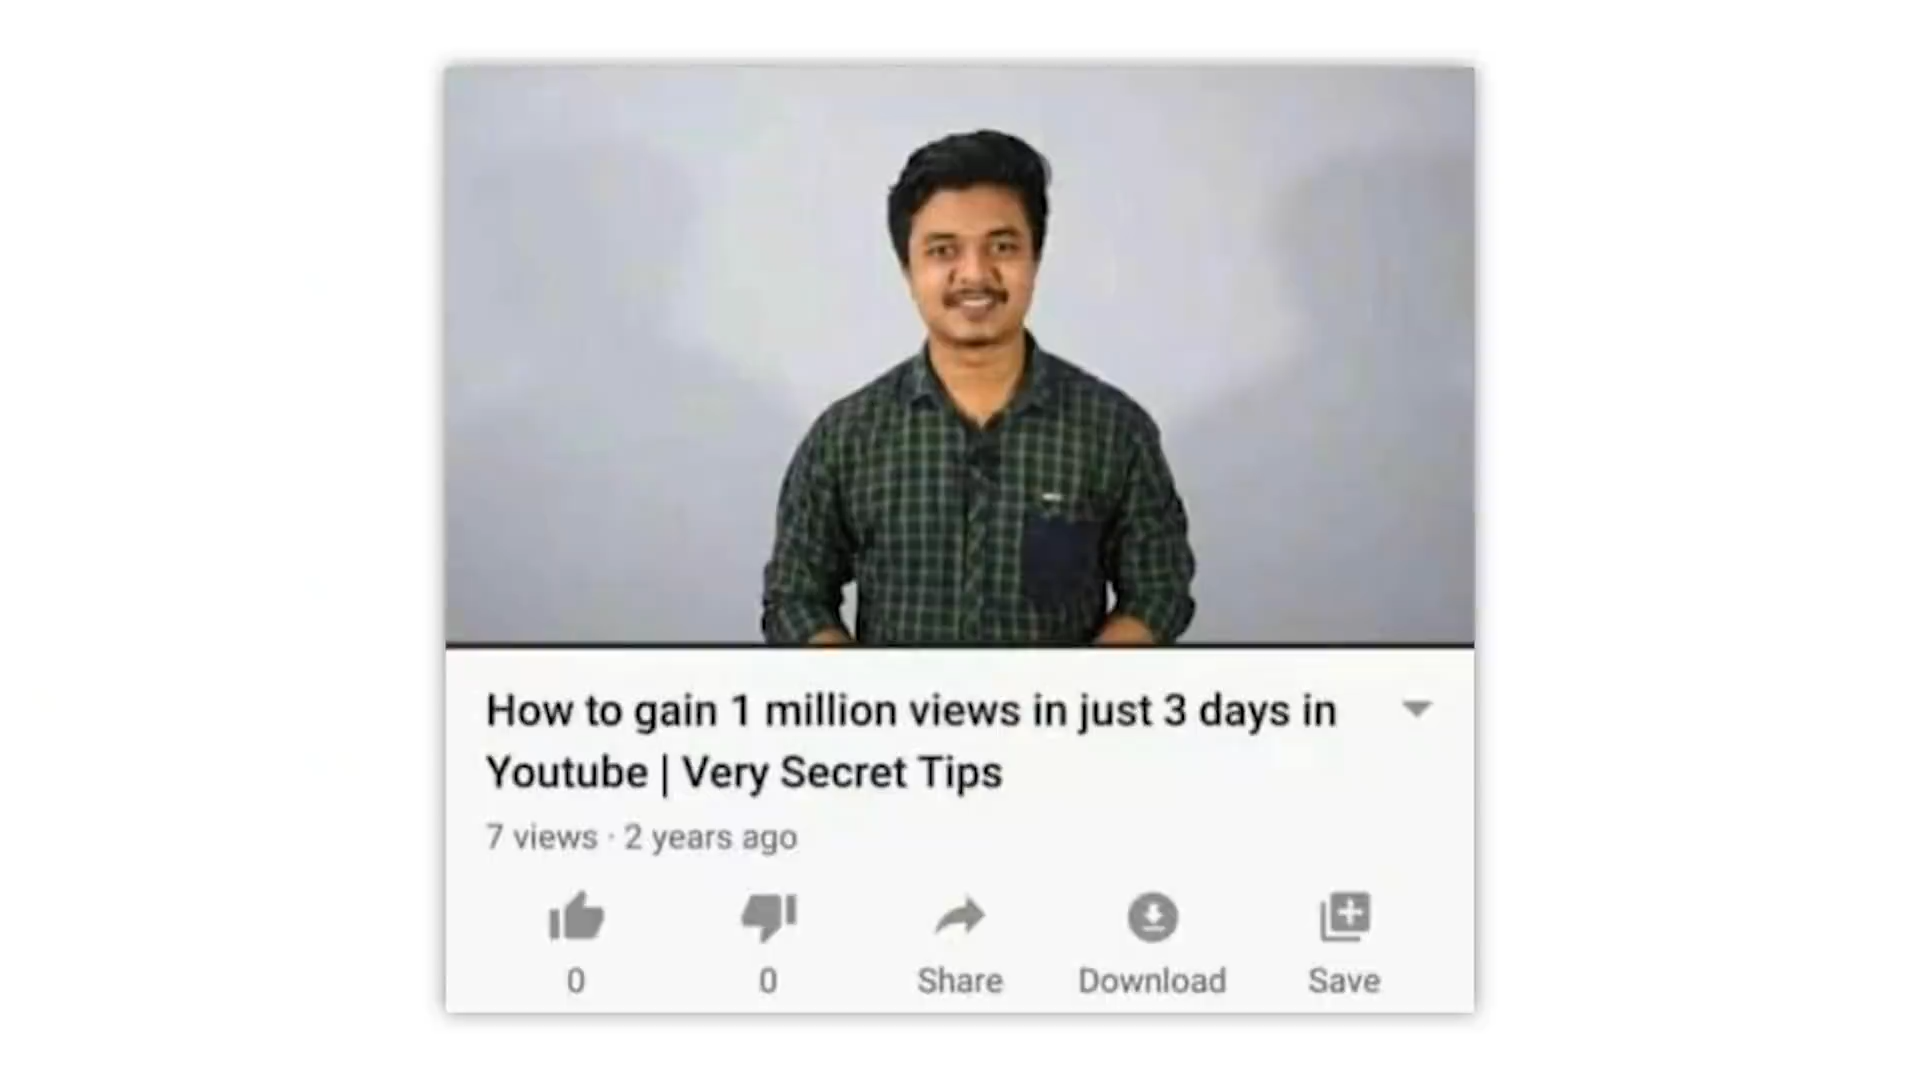 How to gain 1 million views in just 3 days in
Youtube | Very Secret Tips
7 views · 2 years ago
0 0 Share Download Save